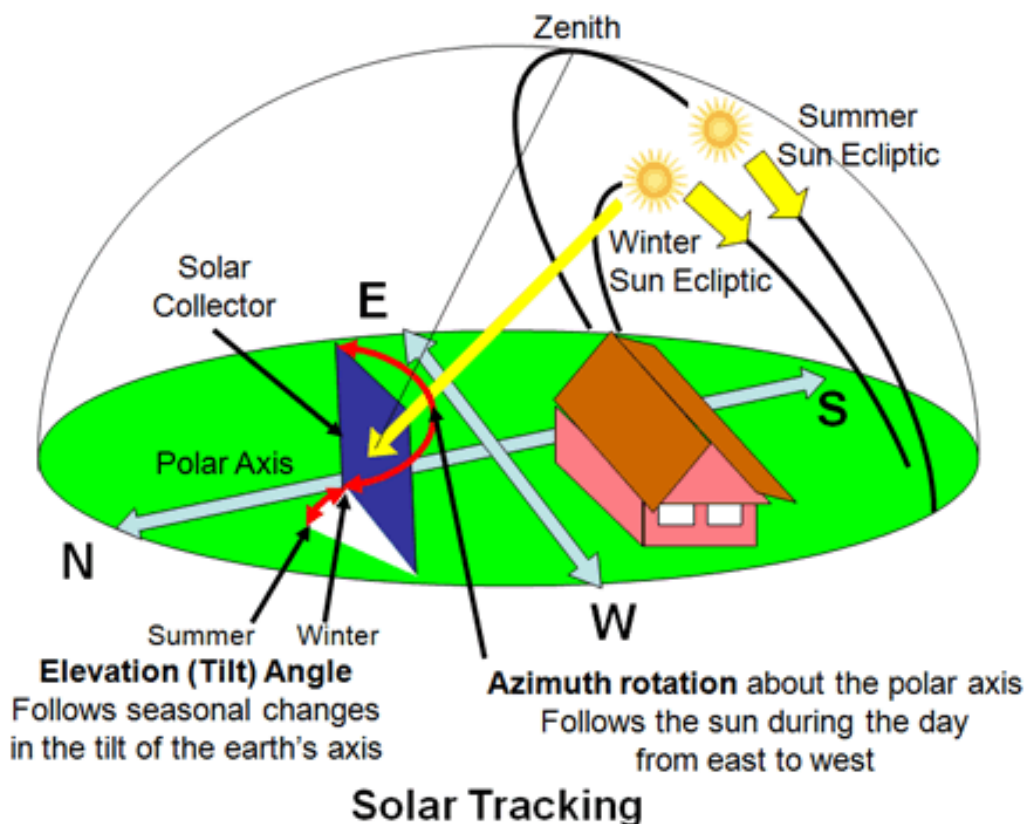 Zenith
Summer
Sun Ecliptic
Winter
Sun Ecliptic
Solar
Collector
E
S
Polar Axis
N
W
Summer
Winter
Elevation (Tilt) Angle
Follows seasonal changes
in the tilt of the earth's axis
Azimuth rotation about the polar axis
Follows the sun during the day
from east to west
Solar Tracking